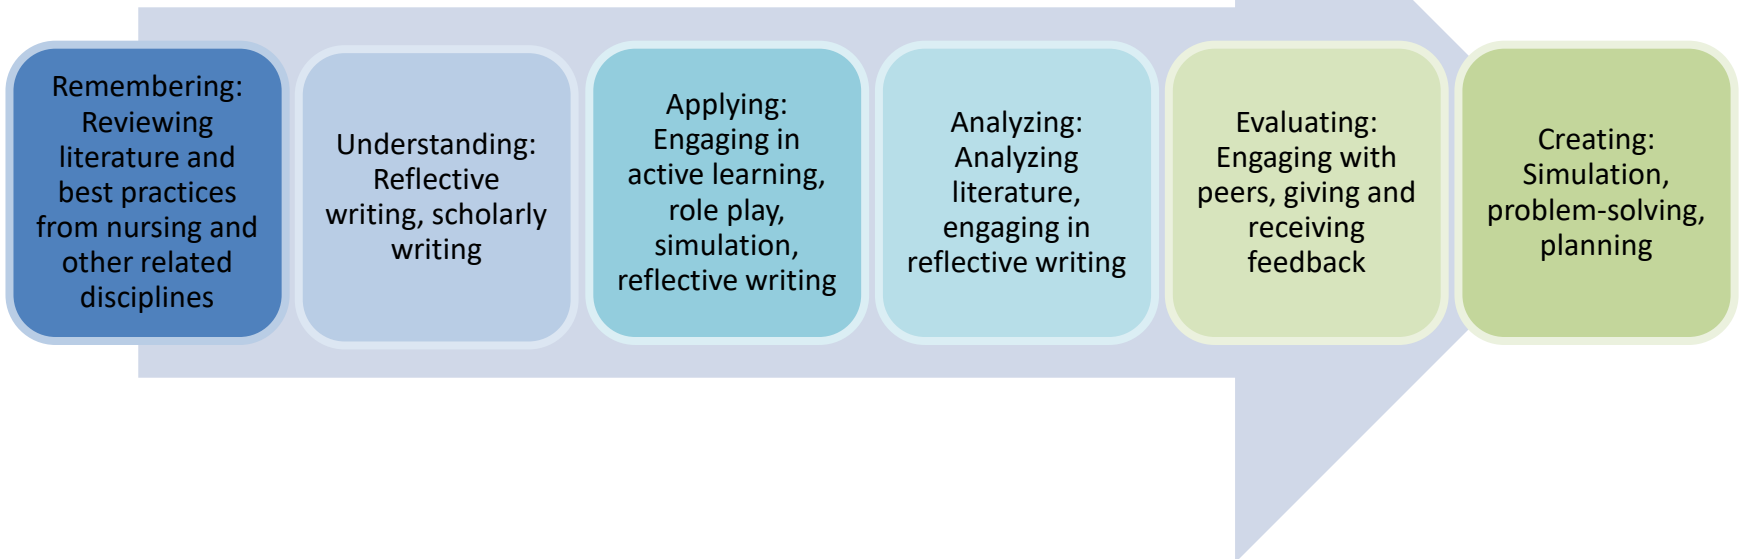 Remembering:
Reviewing
literature and
best practices
from nursing and
other related
disciplines
Understanding:
Reflective
writing, scholarly
writing
Applying:
Engaging in
active learning,
role play,
simulation,
reflective writing
Analyzing:
Analyzing
literature,
engaging in
reflective writing
Evaluating:
Engaging with
peers, giving and
receiving
feedback
Creating:
Simulation,
problem-solving,
planning